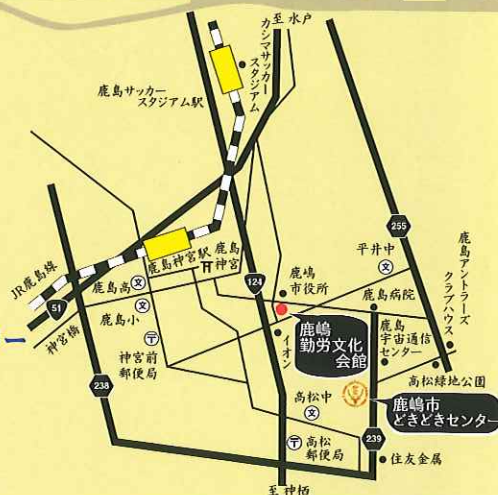 至 水戸
カシマサッカー
スタジアム
鹿島サッカー
スタジアム駅
255
鹿島アントラーズ
クラブハウス
平井中
文
JR鹿島線
鹿島神宮駅
鹿島
神宮
鹿島高
文
51
124
鹿嶋
市役所
鹿島病院
鹿島小
文
神宮橋
鹿嶋
勤労文化
会館
鹿島
宇宙通信
センター
神宮前
郵便局
イオン
高松緑地公園
238
高松中
文
鹿嶋市
どきどきセンター
高松
郵便局
239
住友金属
至 神栖